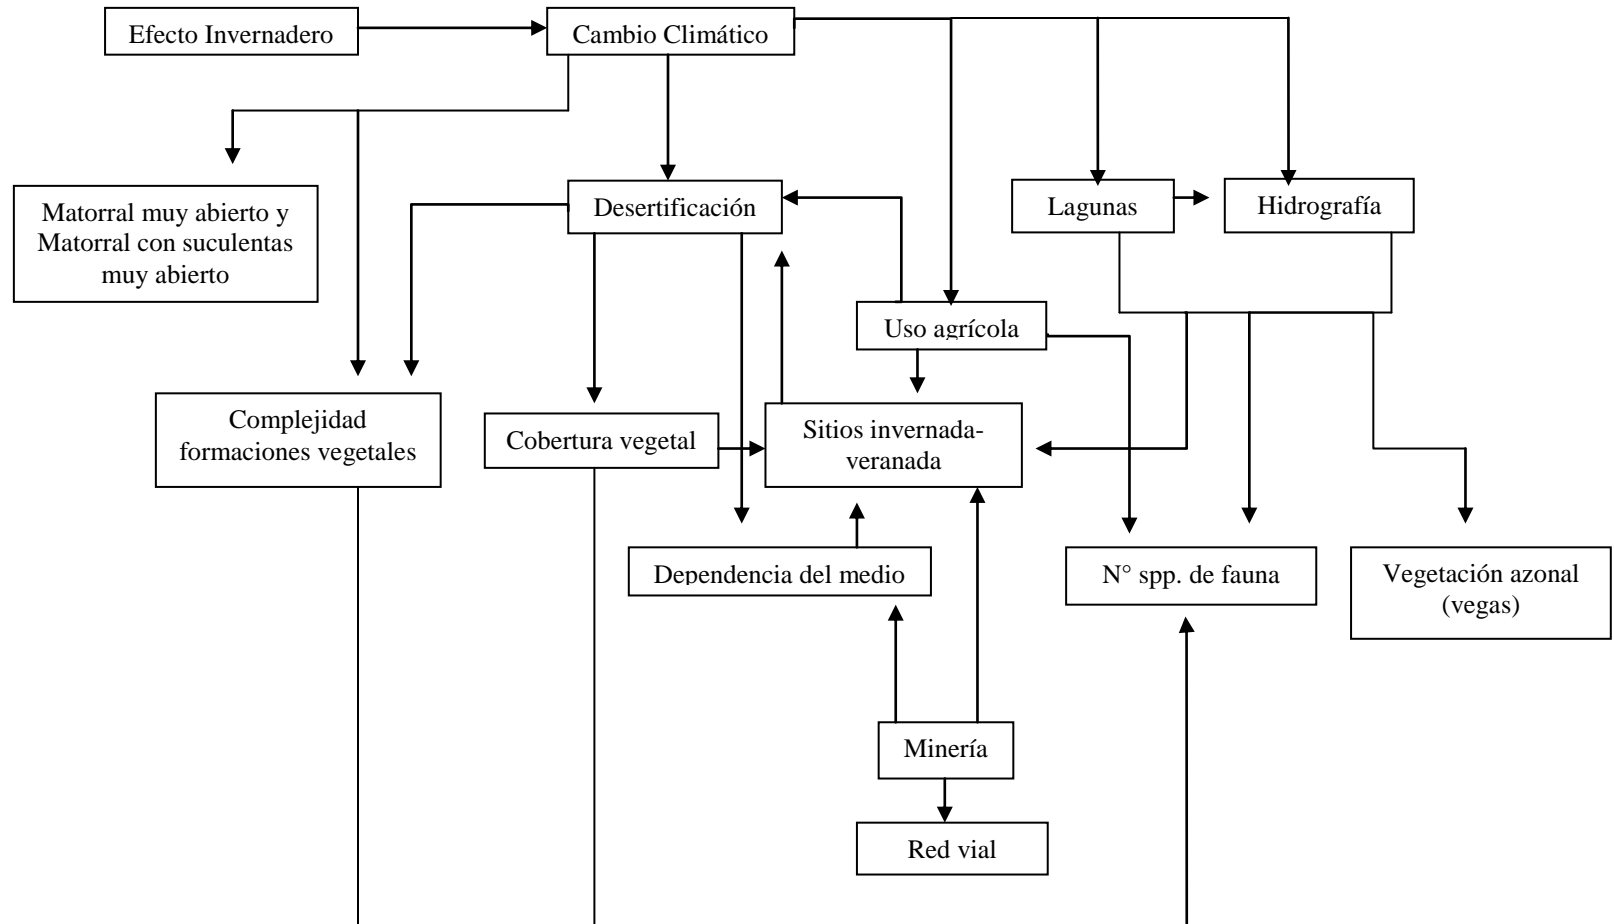 Efecto Invernadero
Cambio Climático
Matorral muy abierto y
Matorral con suculentas
muy abierto
Desertificación
Lagunas
Hidrografía
Uso agrícola
Complejidad
formaciones vegetales
Cobertura vegetal
Sitios invernada-
veranada
Dependencia del medio
N° spp. de fauna
Vegetación azonal
(vegas)
Minería
Red vial